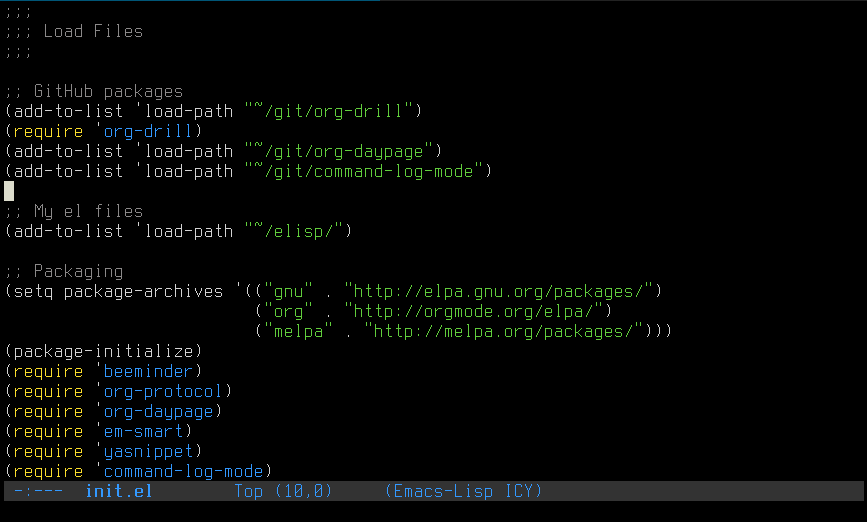 ;;;
;;; Load Files
;;;
;; GitHub packages
(add-to-list 'load-path "~/git/org-drill")
(require 'org-drill)
(add-to-list 'load-path "~/git/org-daypage")
(add-to-list 'load-path "~/git/command-log-mode")
;; My el files
(add-to-list 'load-path "~/elisp/")
;; Packaging
(setq package-archives '(("gnu" . "http://elpa.gnu.org/packages/")
                         ("org" . "http://orgmode.org/elpa/")
                         ("melpa" . "http://melpa.org/packages/")))
(package-initialize)
(require 'beeminder)
(require 'org-protocol)
(require 'org-daypage)
(require 'em-smart)
(require 'yasnippet)
(require 'command-log-mode)
-:--- init.el Top (10,0) (Emacs-Lisp ICY)